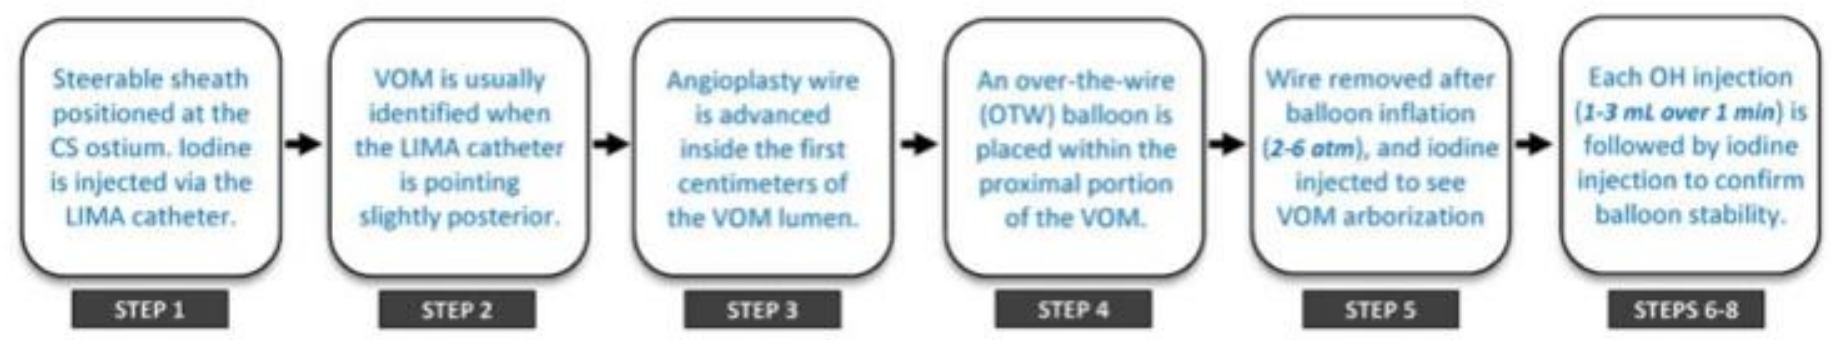 Steerable sheath
positioned at the
CS ostium. Iodine
is injected via the
LIMA catheter.
STEP 1
VOM is usually
identified when
the LIMA catheter
is pointing
slightly posterior.
STEP 2
Angioplasty wire
is advanced
inside the first
centimeters of
the VOM lumen.
STEP 3
An over-the-wire
(OTW) balloon is
placed within the
proximal portion
of the VOM.
STEP 4
Wire removed after
balloon inflation
(2-6 atm), and iodine
injected to see
VOM arborization
STEP 5
Each OH injection
(1-3 mL over 1 min) is
followed by iodine
injection to confirm
balloon stability.
STEPS 6-8